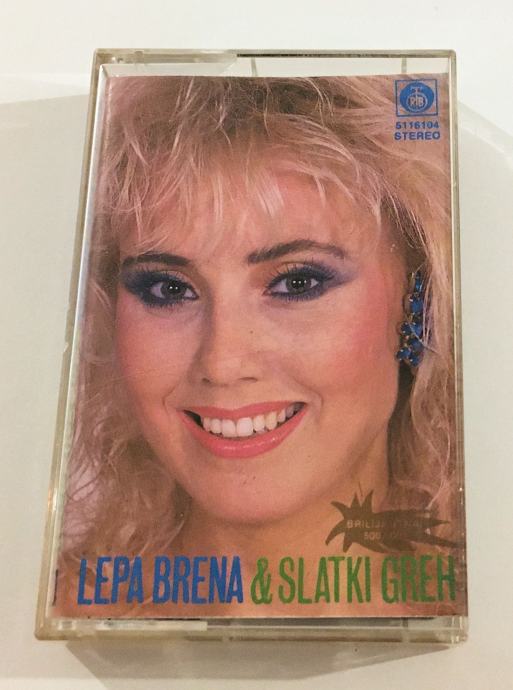 RTB
5116104
STEREO
LEPA BRENA & SLATKI GREH